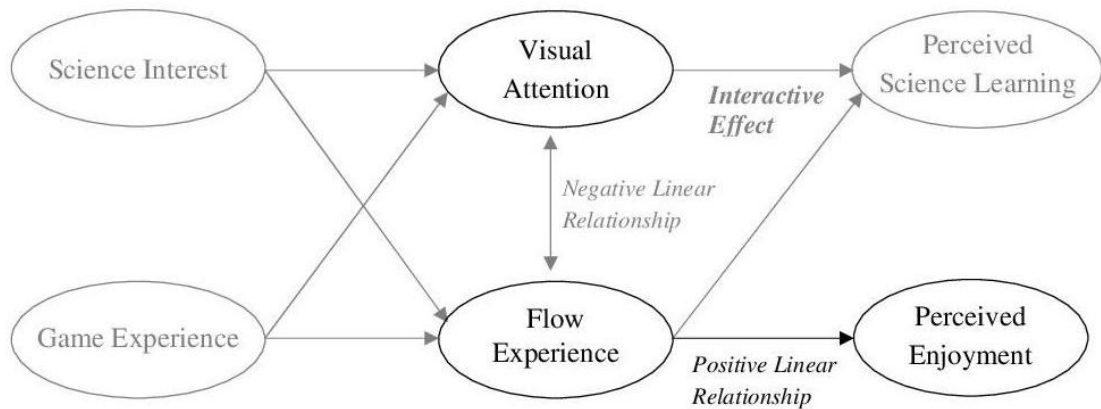 Science Interest
Visual
Attention
Perceived
Science Learning
Interactive
Effect
Negative Linear
Relationship
Game Experience
Flow
Experience
Perceived
Enjoyment
Positive Linear
Relationship